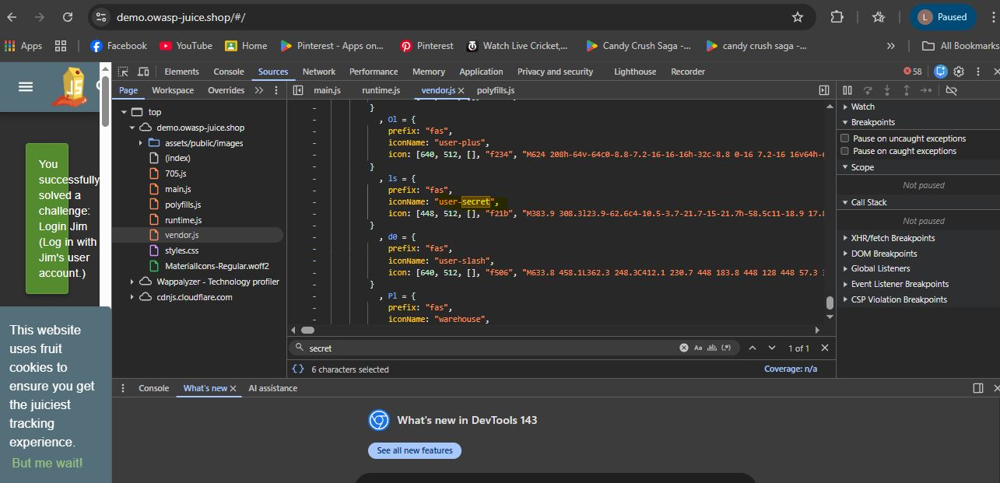 demo.owasp-juice.shop/#/
L Paused
Apps
Facebook
YouTube
Home
Pinterest - Apps on...
Pinterest
Watch Live Cricket,...
Candy Crush Saga -...
candy crush saga -...
»
All Bookmarks
JS
Elements
Console
Sources
Network
Performance
Memory
Application
Privacy and security
Lighthouse
Recorder
58
Page
Workspace
Overrides
main.js
runtime.js
vendor.js
polyfills.js
top
demo.owasp-juice.shop
assets/public/images
(index)
705.js
main.js
polyfills.js
runtime.js
vendor.js
styles.css
MaterialIcons-Regular.woff2
Wappalyzer - Technology profiler
cdnjs.cloudflare.com
}
, Ol = {
prefix: "fas",
iconName: "user-plus",
icon: [640, 512, [], "f234", "M624 208h-64v-64c0-8.8-7.2-16-16-16h-32c-8.8 0-16 7.2-16 16v64h-6
}
, ls = {
prefix: "fas",
iconName: "user-secret",
icon: [448, 512, [], "f21b", "M383.9 308.3l23.9-62.6c4-10.5-3.7-21.7-15-21.7h-58.5c11-18.9 17.8
}
, d0 = {
prefix: "fas",
iconName: "user-slash",
icon: [640, 512, [], "f506", "M633.8 458.1L362.3 248.3C412.1 230.7 448 183.8 448 128 448 57.3 3
}
, Pl = {
prefix: "fas",
iconName: "warehouse",
secret
Aa
ab
(.*)
1 of 1
{} 6 characters selected
Coverage: n/a
Watch
Breakpoints
Pause on uncaught exceptions
Pause on caught exceptions
Scope
Not paused
Call Stack
Not paused
XHR/fetch Breakpoints
DOM Breakpoints
Global Listeners
Event Listener Breakpoints
CSP Violation Breakpoints
You
successfully
solved a
challenge:
Login Jim
(Log in with
Jim's user
account.)
This website
uses fruit
cookies to
ensure you get
the juiciest
tracking
experience.
But me wait!
Console
What's new
AI assistance
What's new in DevTools 143
See all new features